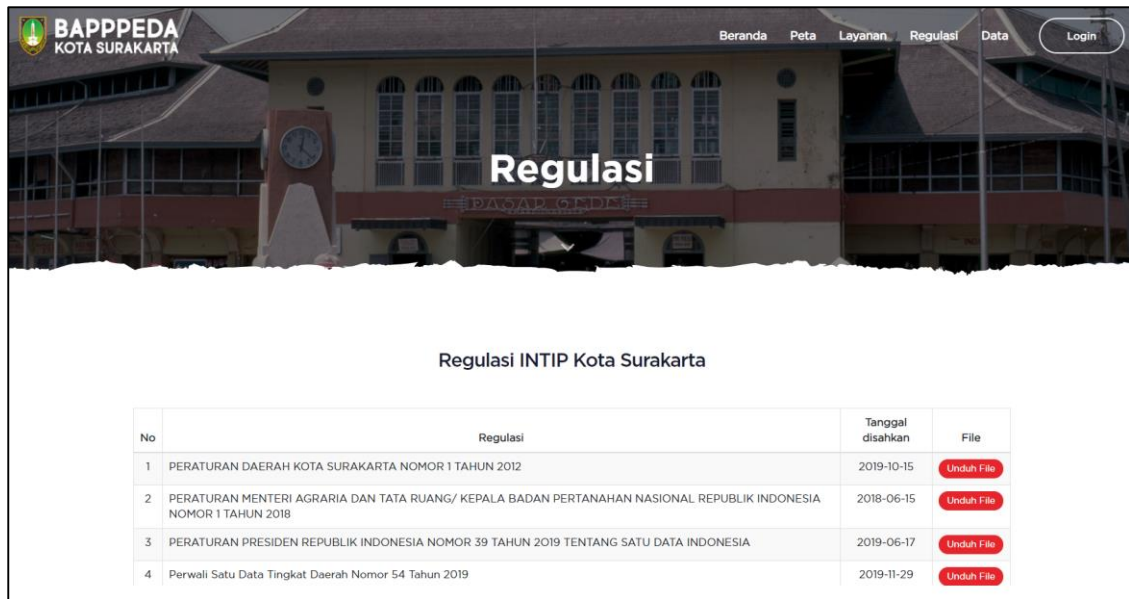 BAPPPEDA
KOTA SURAKARTA
Beranda Peta Layanan Regulasi Data Login
Regulasi
PASAR GEDE
Regulasi INTIP Kota Surakarta
No Regulasi Tanggal disahkan File
1 PERATURAN DAERAH KOTA SURAKARTA NOMOR 1 TAHUN 2012 2019-10-15 Unduh File
2 PERATURAN MENTERI AGRARIA DAN TATA RUANG/ KEPALA BADAN PERTANAHAN NASIONAL REPUBLIK INDONESIA 2018-06-15 Unduh File
NOMOR 1 TAHUN 2018
3 PERATURAN PRESIDEN REPUBLIK INDONESIA NOMOR 39 TAHUN 2019 TENTANG SATU DATA INDONESIA 2019-06-17 Unduh File
4 Perwali Satu Data Tingkat Daerah Nomor 54 Tahun 2019 2019-11-29 Unduh File